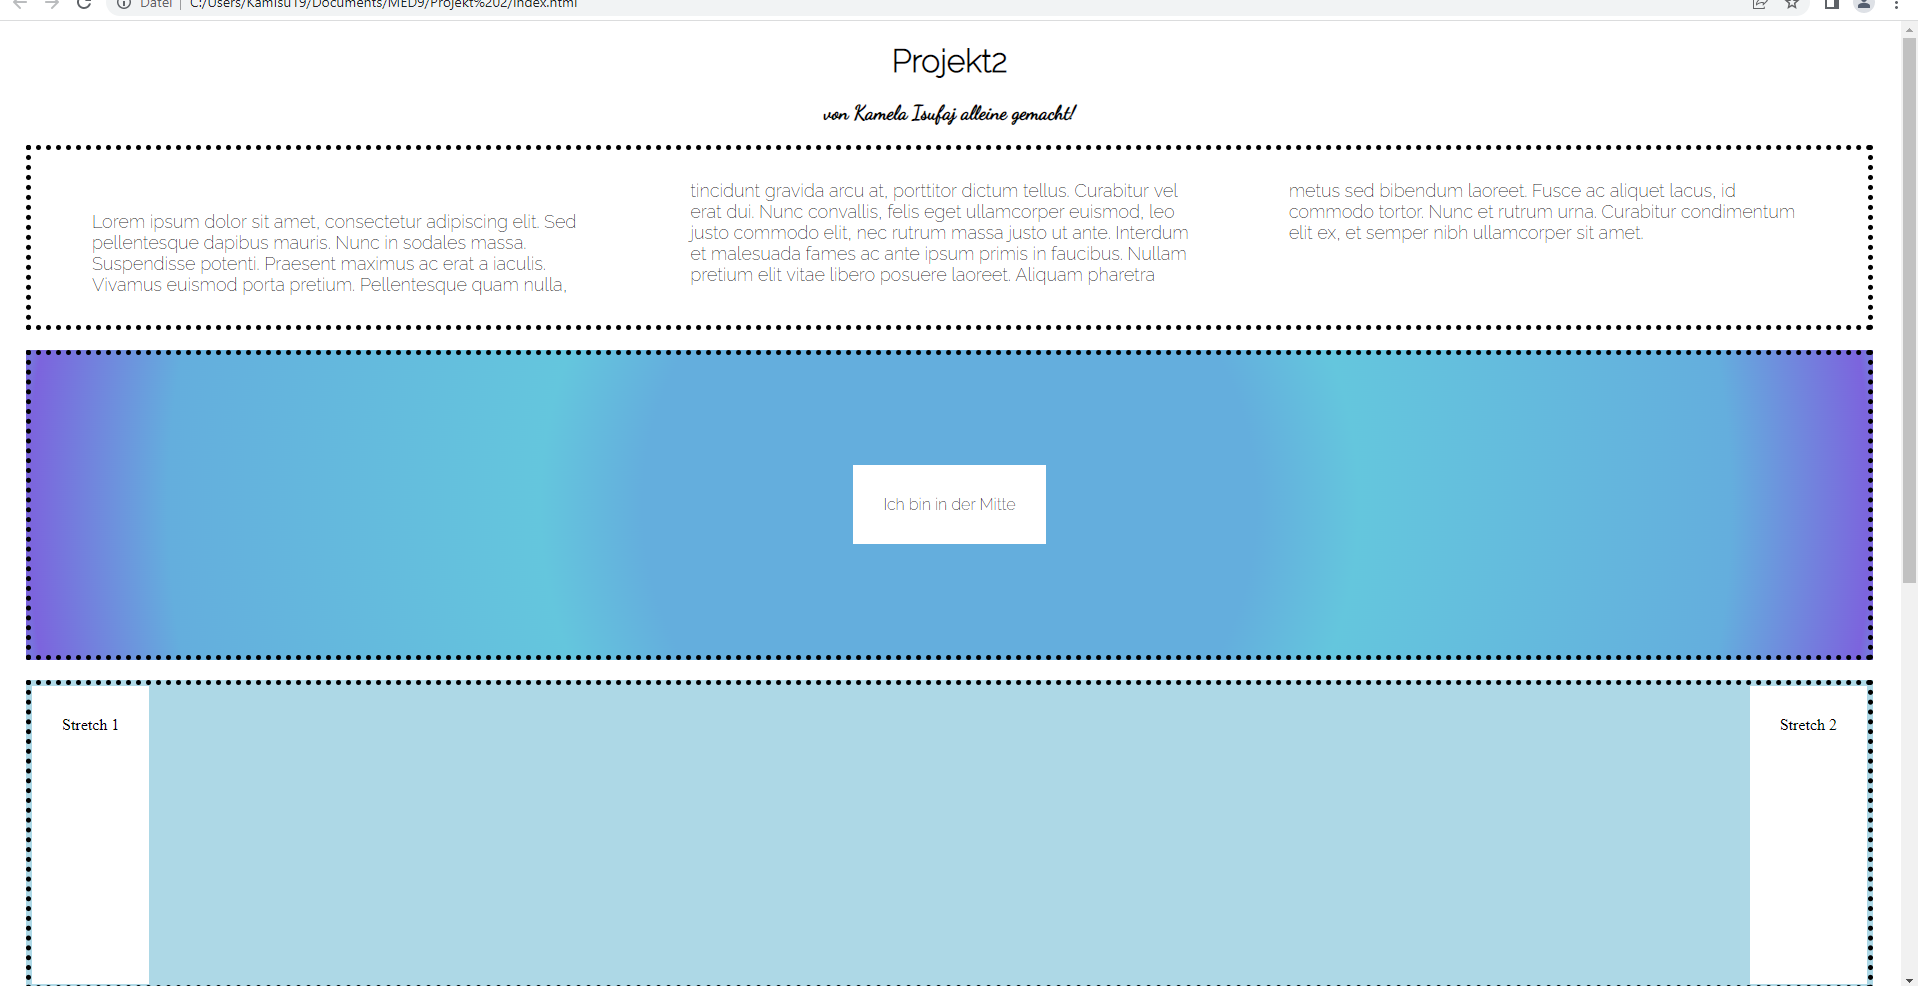 Datei | C:/Users/Kamisu19/Documents/MED9/Projekt%202/index.html
Projekt2
von Kamela Isufaj alleine gemacht!
Lorem ipsum dolor sit amet, consectetur adipiscing elit. Sed
pellentesque dapibus mauris. Nunc in sodales massa.
Suspendisse potenti. Praesent maximus ac erat a iaculis.
Vivamus euismod porta pretium. Pellentesque quam nulla,
tincidunt gravida arcu at, porttitor dictum tellus. Curabitur vel
erat dui. Nunc convallis, felis eget ullamcorper euismod, leo
justo commodo elit, nec rutrum massa justo ut ante. Interdum
et malesuada fames ac ante ipsum primis in faucibus. Nullam
pretium elit vitae libero posuere laoreet. Aliquam pharetra
metus sed bibendum laoreet. Fusce ac aliquet lacus, id
commodo tortor. Nunc et rutrum urna. Curabitur condimentum
elit ex, et semper nibh ullamcorper sit amet.
Ich bin in der Mitte
Stretch 1
Stretch 2